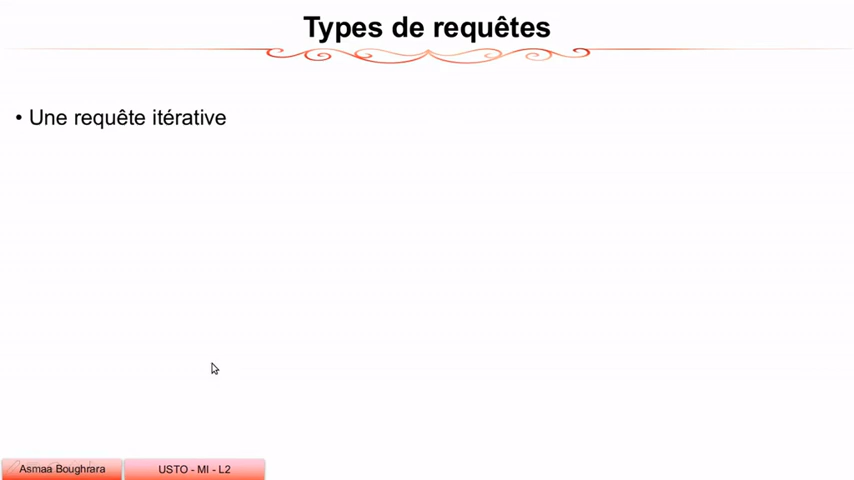 Types de requêtes
• Une requête itérative
Asmaa Boughrara
USTO - MI - L2